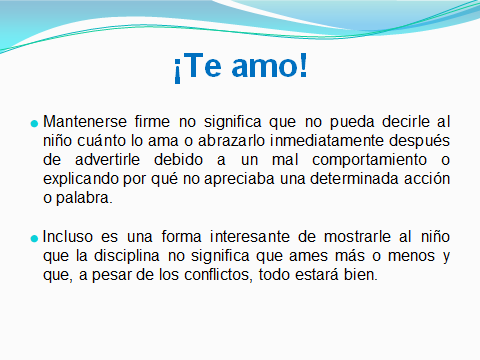 ¡Te amo!
Mantenerse firme no significa que no pueda decirle al
niño cuánto lo ama o abrazarlo inmediatamente después
de advertirle debido a un mal comportamiento o
explicando por qué no apreciaba una determinada acción
o palabra.
Incluso es una forma interesante de mostrarle al niño
que la disciplina no significa que ames más o menos y
que, a pesar de los conflictos, todo estará bien.